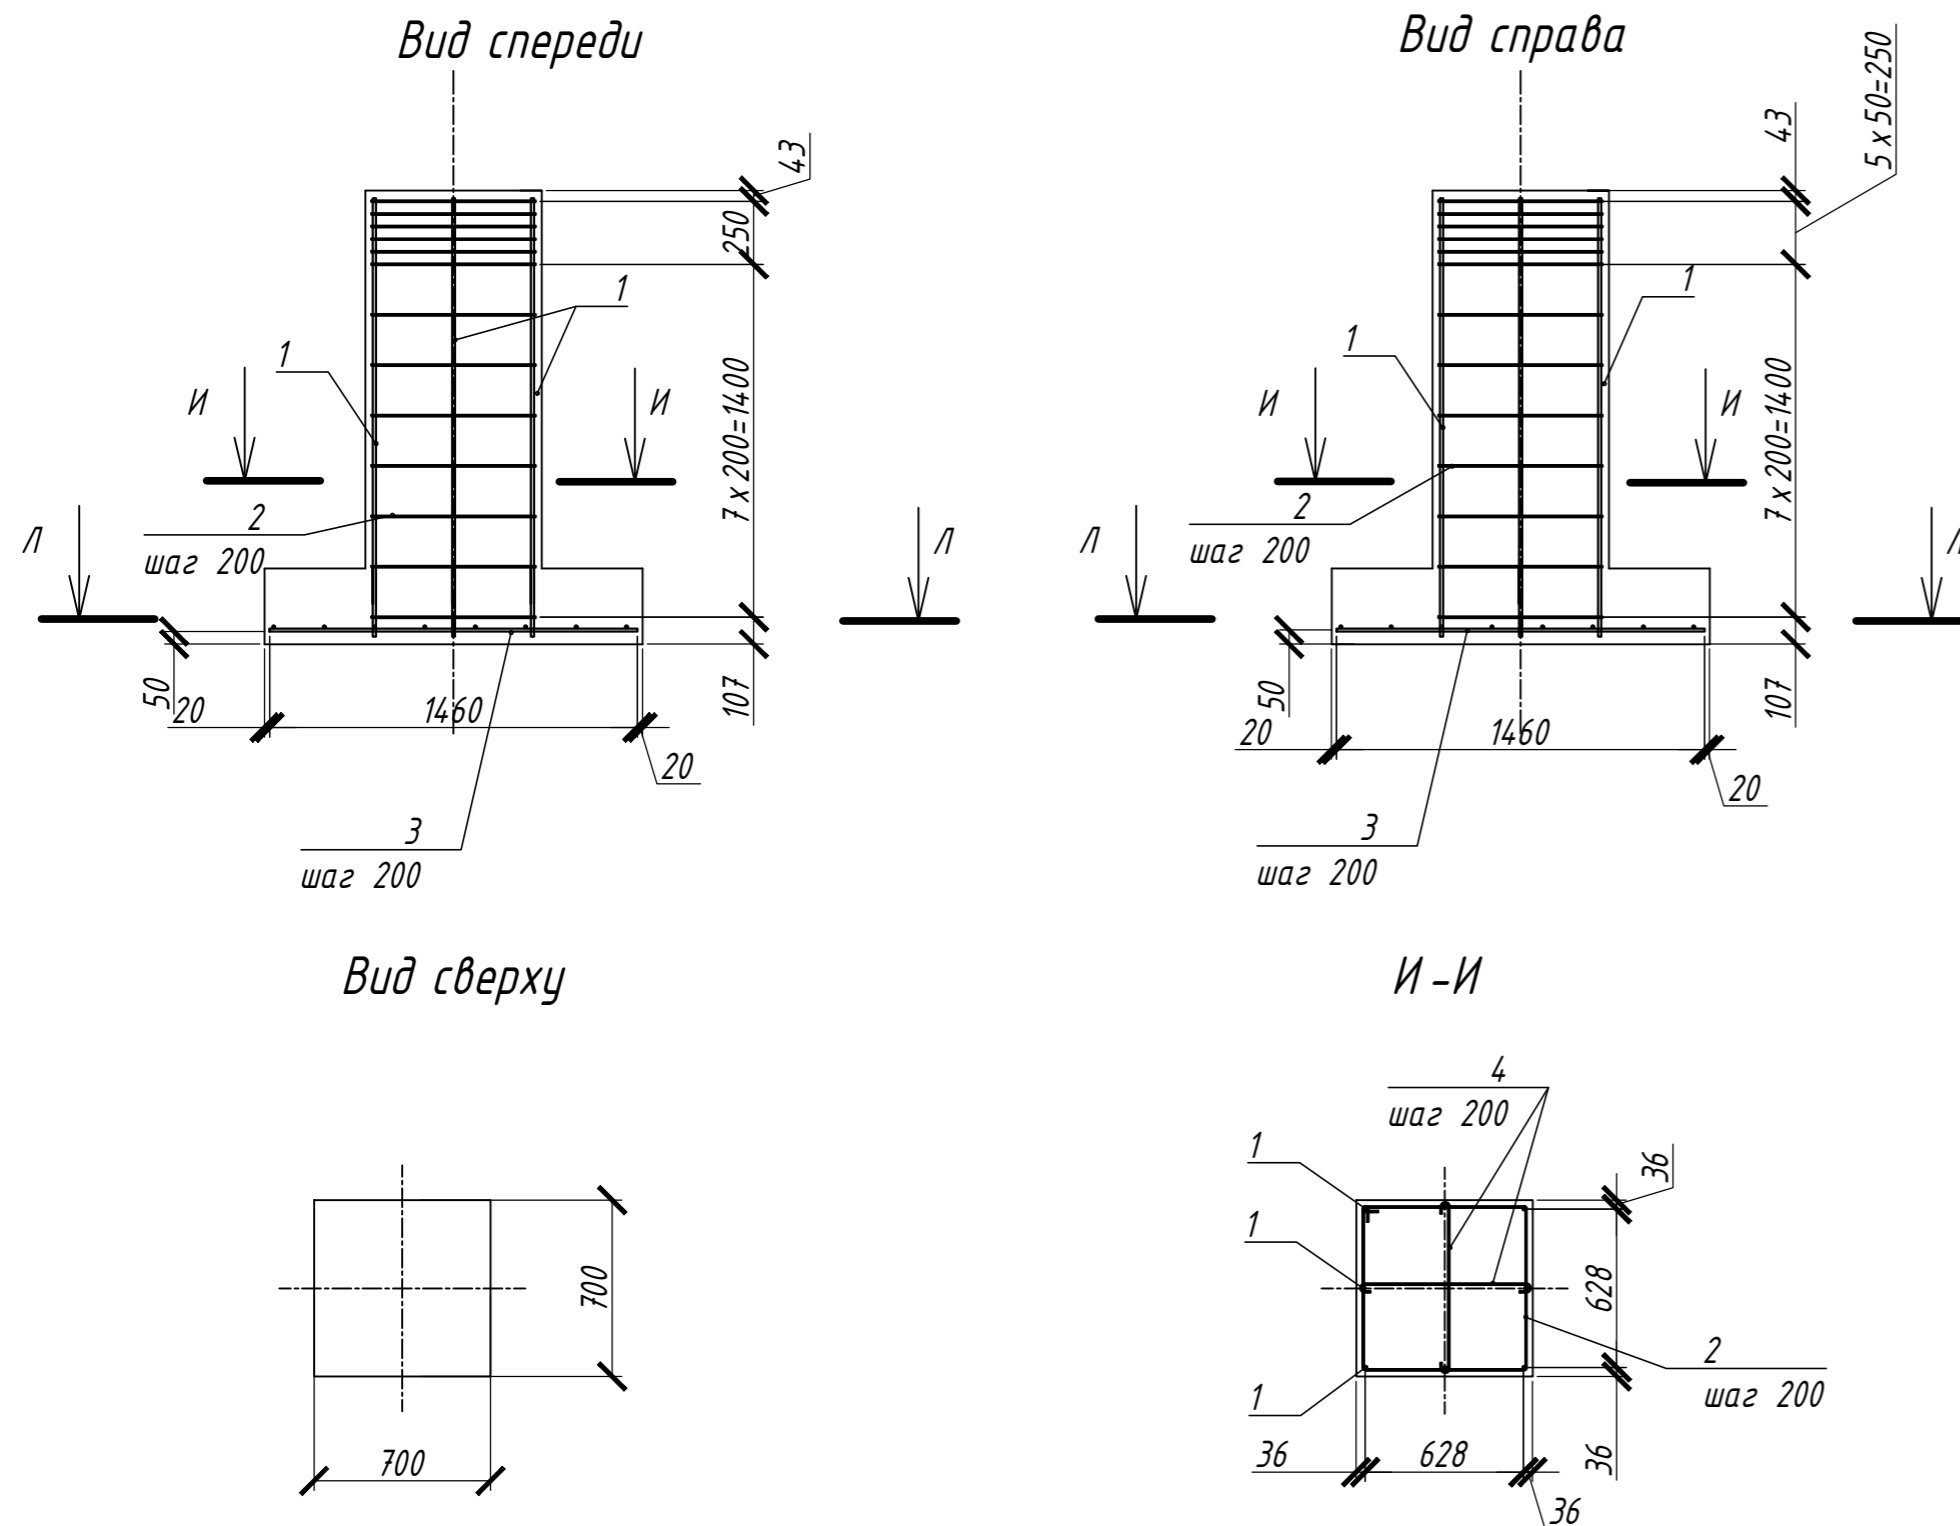 Вид спереди
43
250
1
1
И
И
7 x 200=1400
2
шаг 200
Л
Л
50
20
1460
107
20
3
шаг 200
Вид справа
43
5 x 50=250
1
1
И
И
7 x 200=1400
2
шаг 200
Л
Л
50
20
1460
107
20
3
шаг 200
Вид сверху
700
700
И -И
4
шаг 200
1
1
1
36
628
2
шаг 200
36
628
36
36